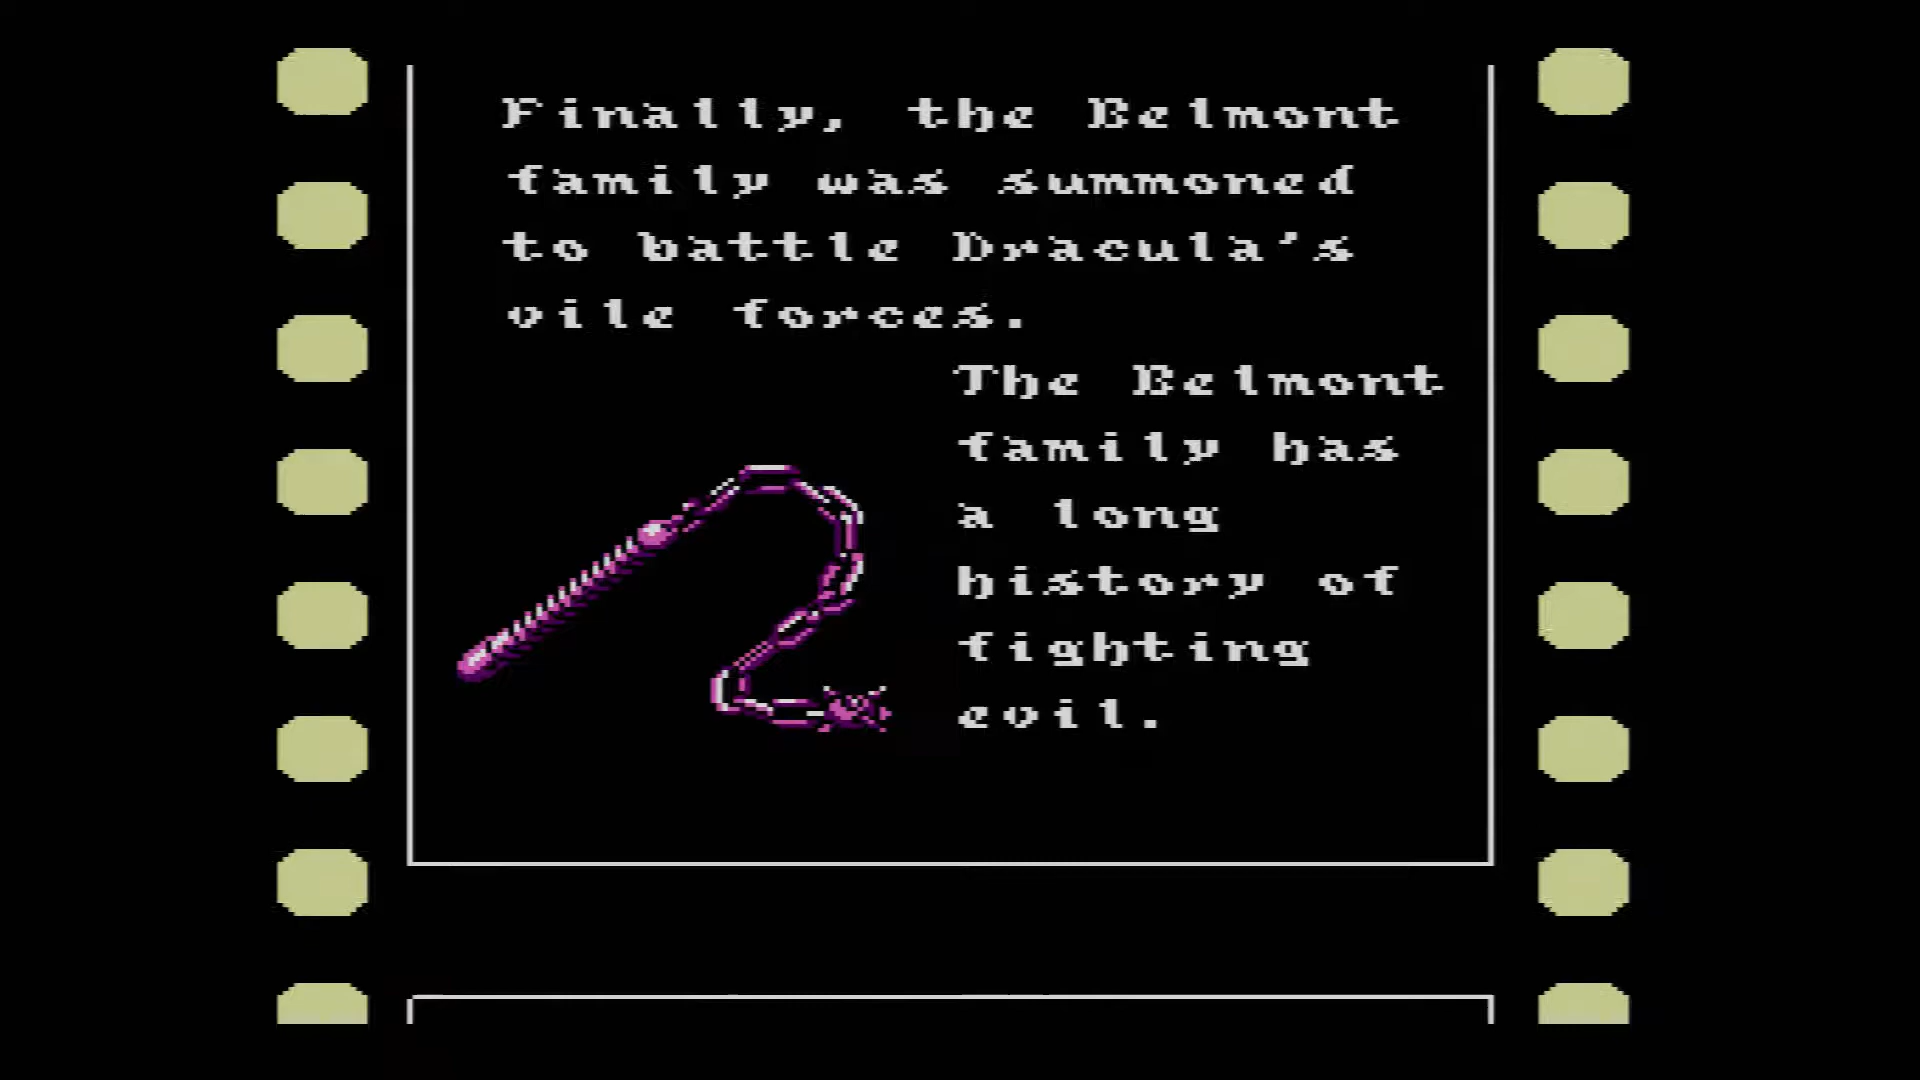 Finally, the Belmont
family was summoned
to battle Dracula's
vile forces.
The Belmont
family has
a long
history of
fighting
evil.